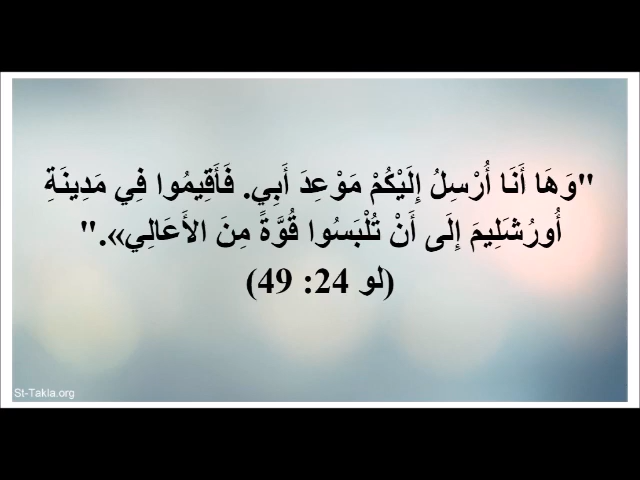 "وَهَا أَنَا أُرْسِلُ إِلَيْكُمْ مَوْعِدَ أَبِي. فَأَقِيمُوا فِي مَدِينَةِ
أُورُشَلِيمَ إِلَى أَنْ تُلْبَسُوا قُوَّةً مِنَ الأَعَالِي»."
(لو 24: 49)
St-Takla.org